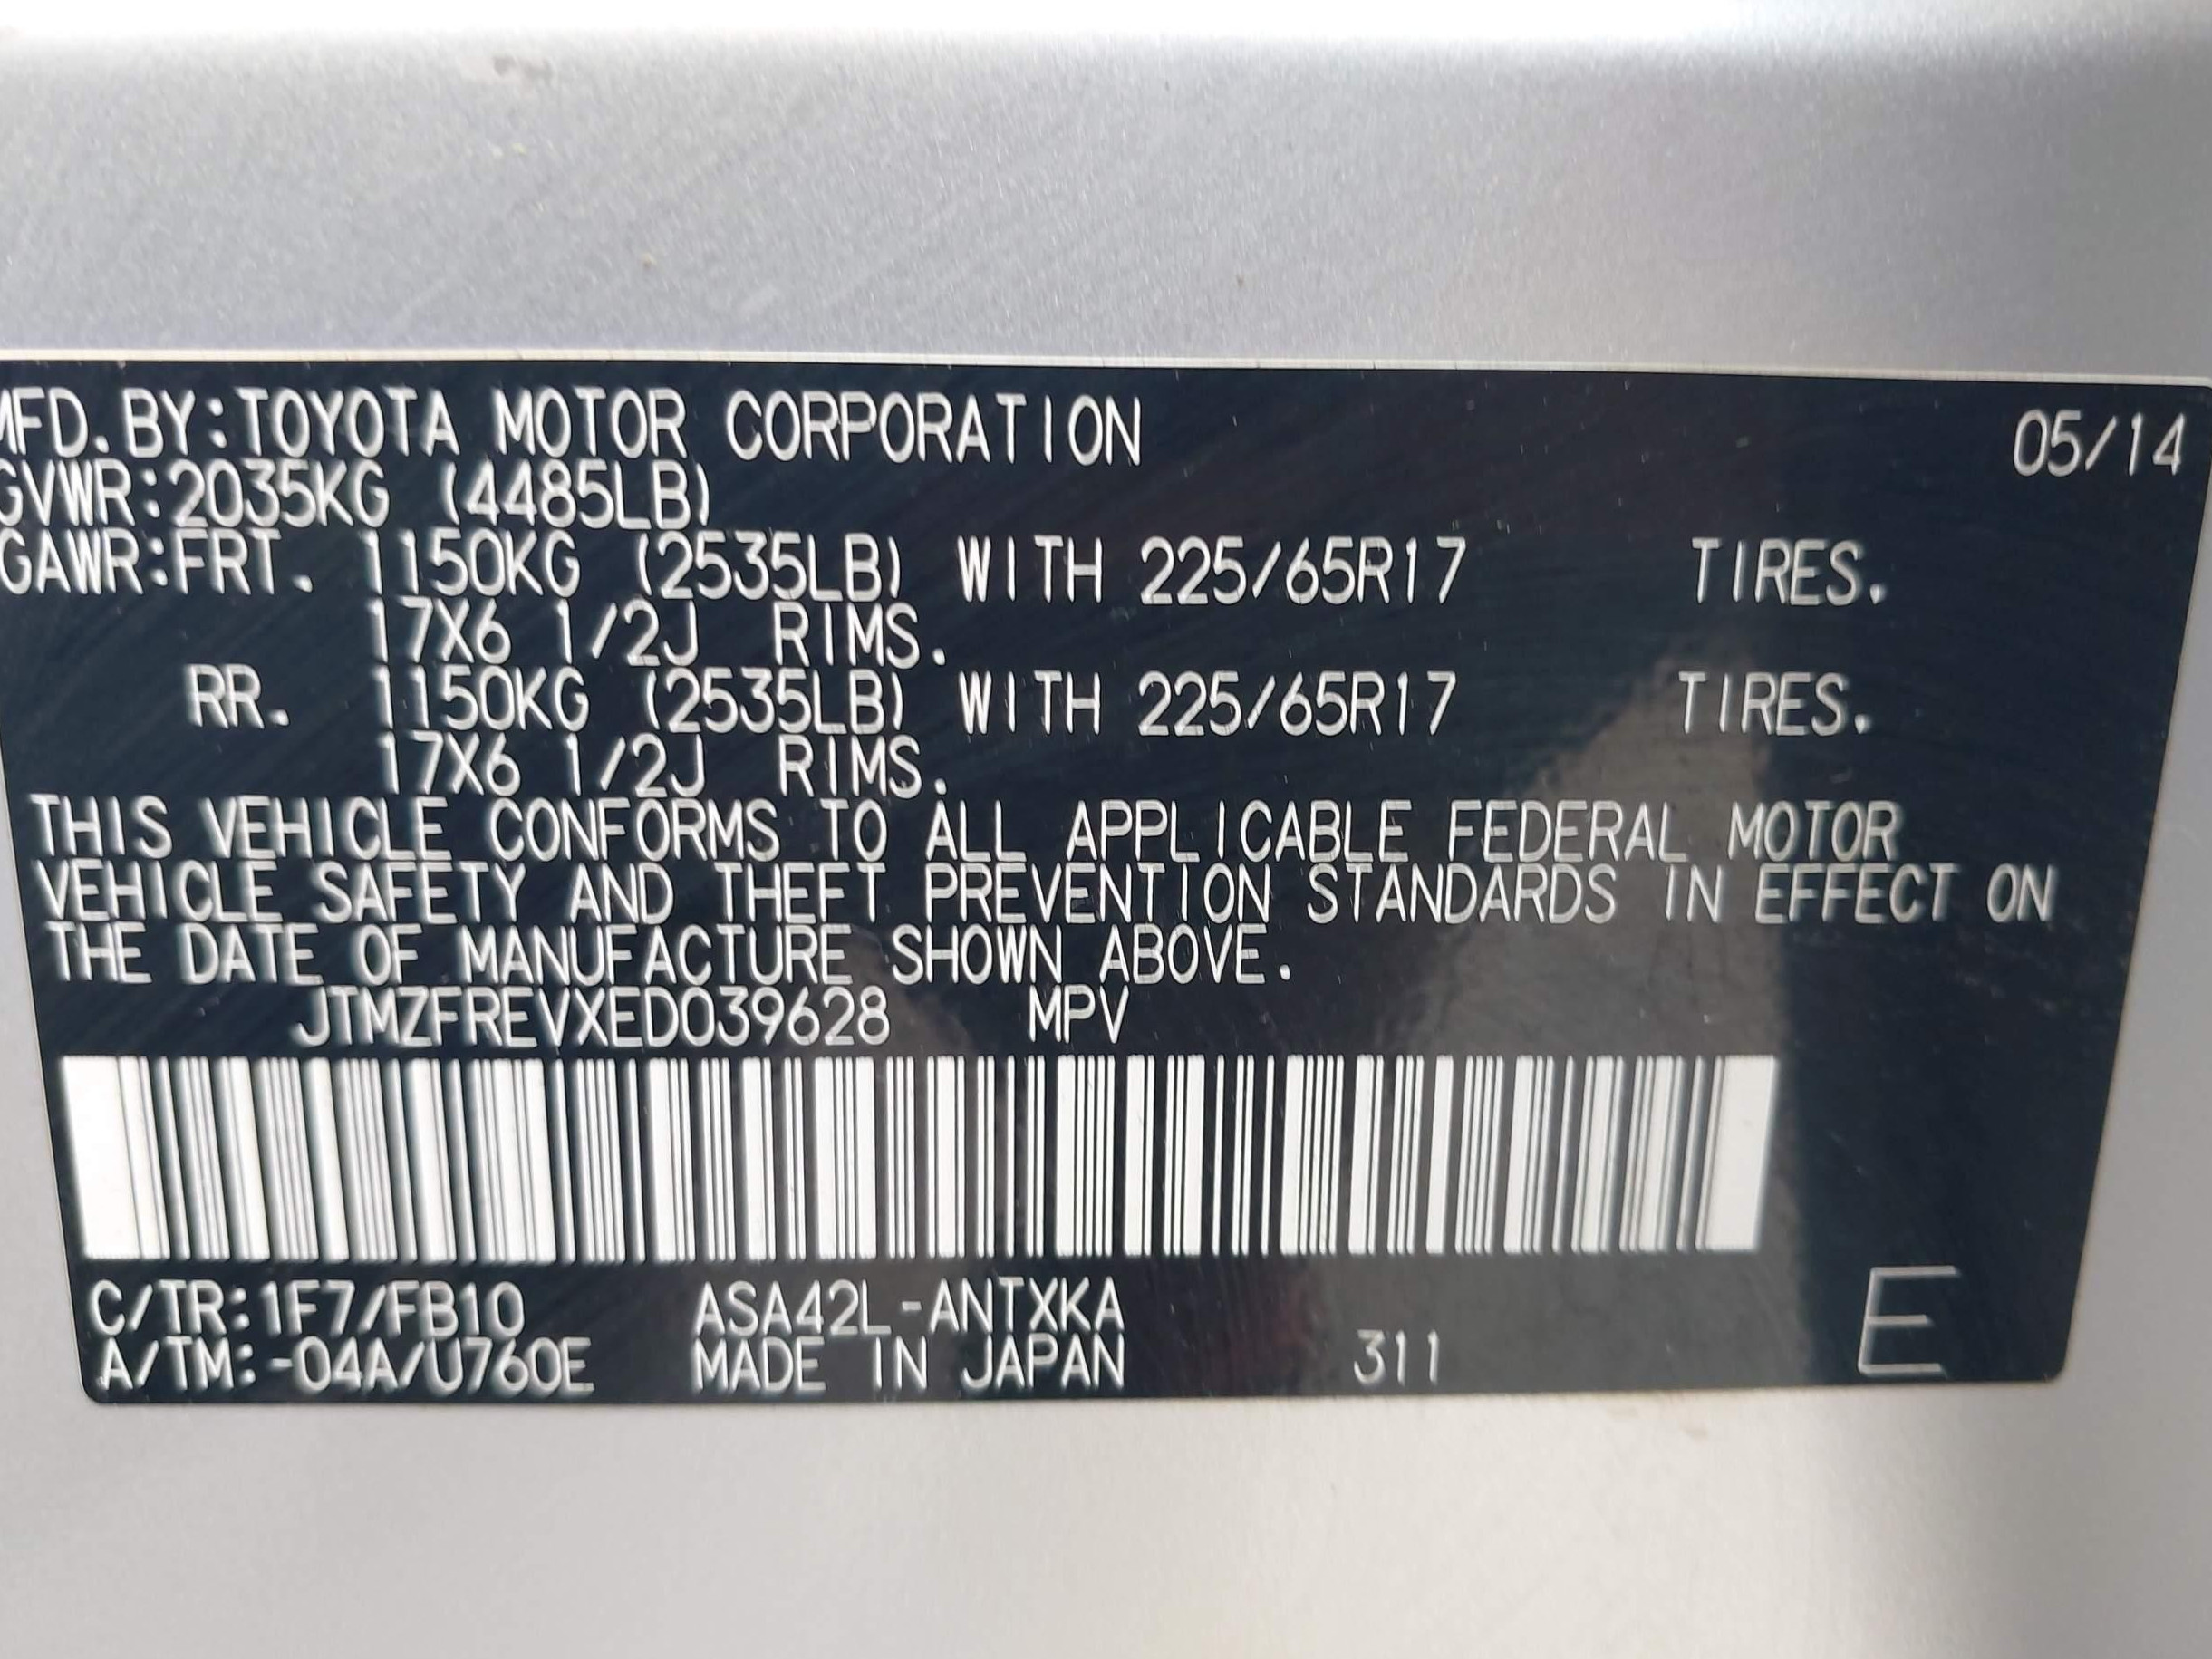 MFD.BY:TOYOTA MOTOR CORPORATION 05/14
GVWR:2035KG (4485LB)
GAWR:FRT. 1150KG (2535LB) WITH 225/65R17 TIRES.
17X6 1/2J RIMS.
RR. 1150KG (2535LB) WITH 225/65R17 TIRES.
17X6 1/2J RIMS.
THIS VEHICLE CONFORMS TO ALL APPLICABLE FEDERAL MOTOR
VEHICLE SAFETY AND THEFT PREVENTION STANDARDS IN EFFECT ON
THE DATE OF MANUFACTURE SHOWN ABOVE.
JTMZFREVXED039628 MPV
C/TR:1F7/FB10 ASA42L-ANTXKA
A/TM:-04A/U760E MADE IN JAPAN 311 E